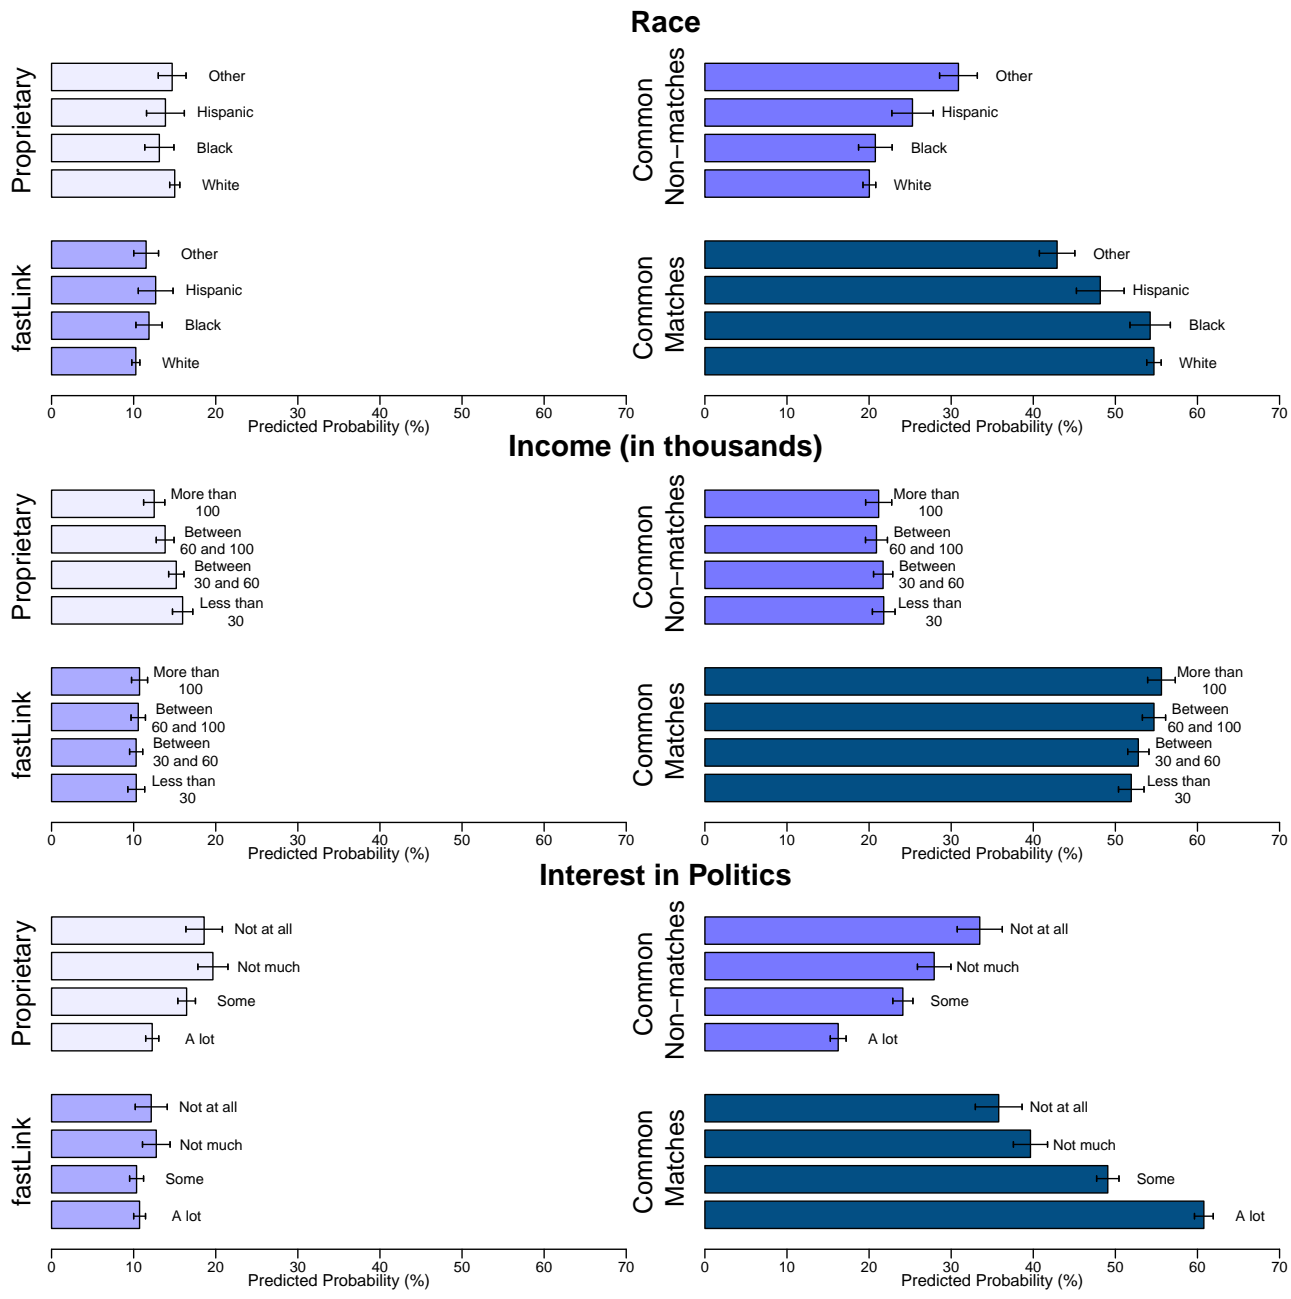 Race
Proprietary
Other
Hispanic
Black
White
fastLink
Other
Hispanic
Black
White
0 10 20 30 40 50 60 70
Predicted Probability (%)
Common
Non−matches
Other
Hispanic
Black
White
Common
Matches
Other
Hispanic
Black
White
0 10 20 30 40 50 60 70
Predicted Probability (%)
Income (in thousands)
Proprietary
More than
100
Between
60 and 100
Between
30 and 60
Less than
30
fastLink
More than
100
Between
60 and 100
Between
30 and 60
Less than
30
0 10 20 30 40 50 60 70
Predicted Probability (%)
Common
Non−matches
More than
100
Between
60 and 100
Between
30 and 60
Less than
30
Common
Matches
More than
100
Between
60 and 100
Between
30 and 60
Less than
30
0 10 20 30 40 50 60 70
Predicted Probability (%)
Interest in Politics
Proprietary
Not at all
Not much
Some
A lot
fastLink
Not at all
Not much
Some
A lot
0 10 20 30 40 50 60 70
Predicted Probability (%)
Common
Non−matches
Not at all
Not much
Some
A lot
Common
Matches
Not at all
Not much
Some
A lot
0 10 20 30 40 50 60 70
Predicted Probability (%)